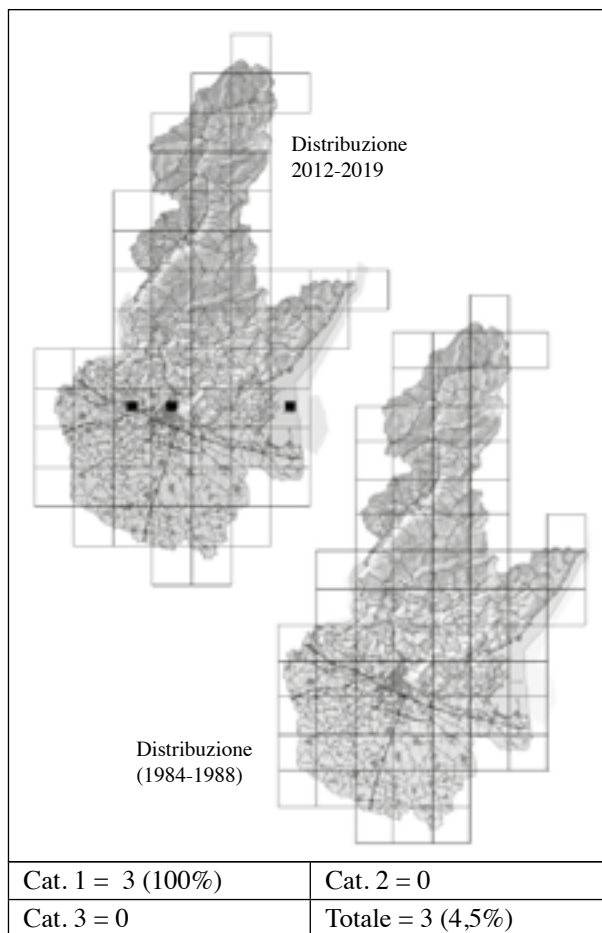 Distribuzione
2012-2019
Distribuzione
(1984-1988)
Cat. 1 = 3 (100%)
Cat. 2 = 0
Cat. 3 = 0
Totale = 3 (4,5%)